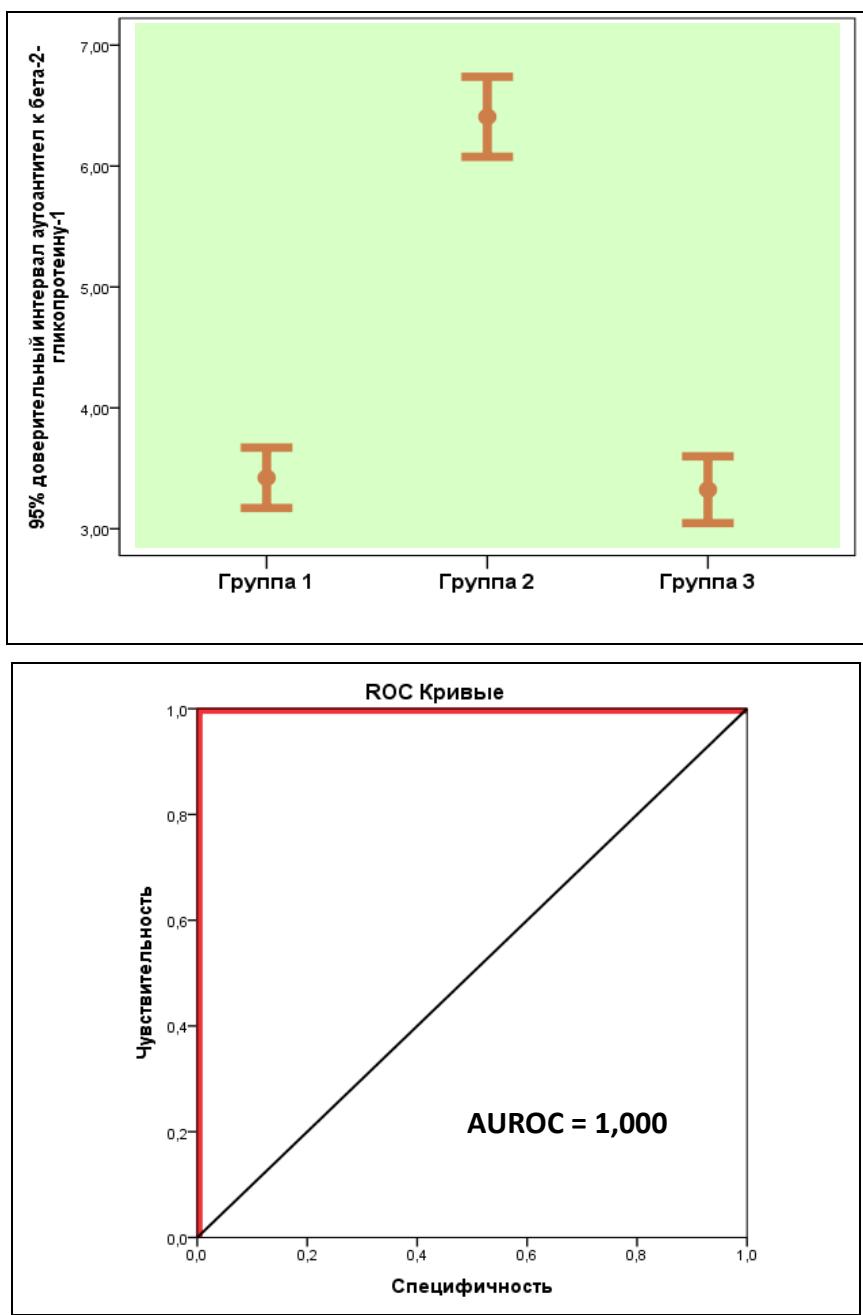 95% доверительный интервал аутоантител к бета-2-
гликопротеину-1
7,00
6,00
5,00
4,00
3,00
Группа 1
Группа 2
Группа 3
ROC Кривые
Чувствительность
1,0
0,8
0,6
0,4
0,2
0,0
AUROC = 1,000
0,0
0,2
0,4
0,6
0,8
1,0
Специфичность